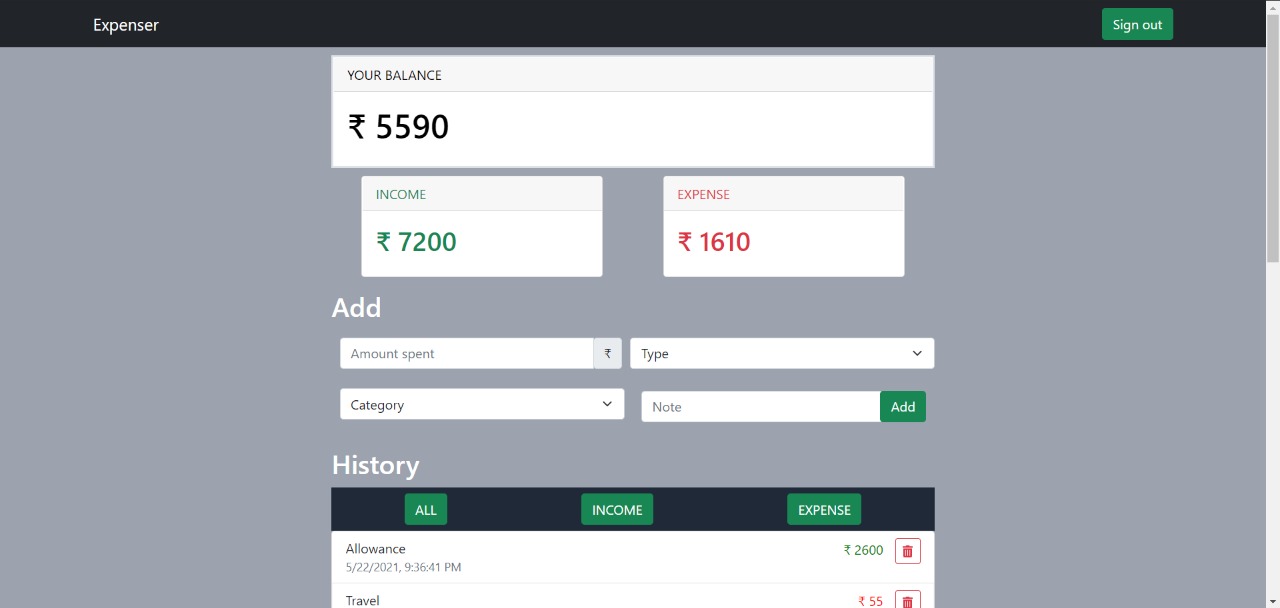 Expenser
Sign out
YOUR BALANCE
₹ 5590
INCOME
EXPENSE
₹ 7200
₹ 1610
Add
Amount spent ₹
Type
Category
Note
Add
History
ALL
INCOME
EXPENSE
Allowance
₹ 2600
5/22/2021, 9:36:41 PM
Travel
₹ 55